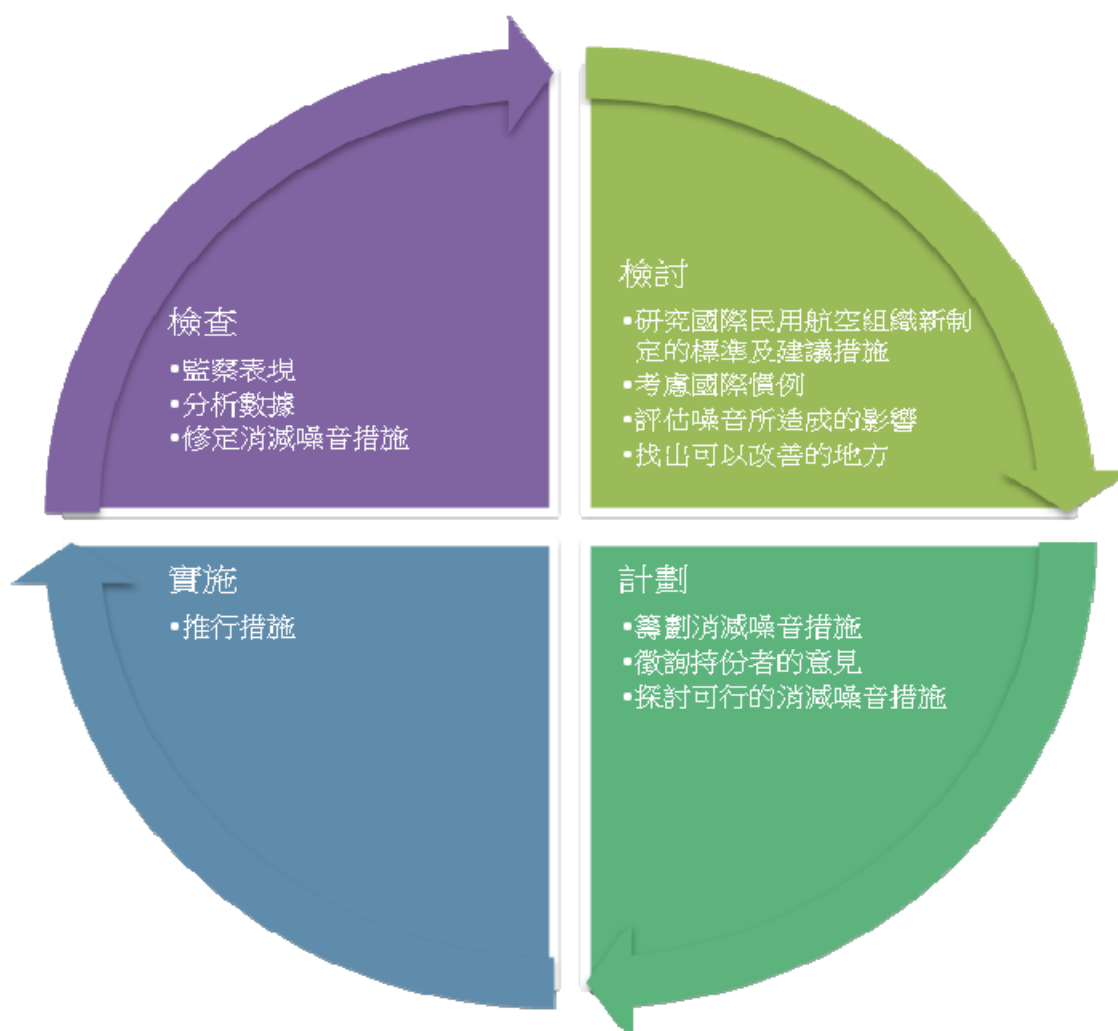 檢查
•監察表現
•分析數據
•修定消減噪音措施
檢討
•研究國際民用航空組織新制
定的標準及建議措施
•考慮國際慣例
•評估噪音所造成的影響
•找出可以改善的地方
實施
•推行措施
計劃
•籌劃消減噪音措施
•徵詢持份者的意見
•探討可行的消減噪音措施